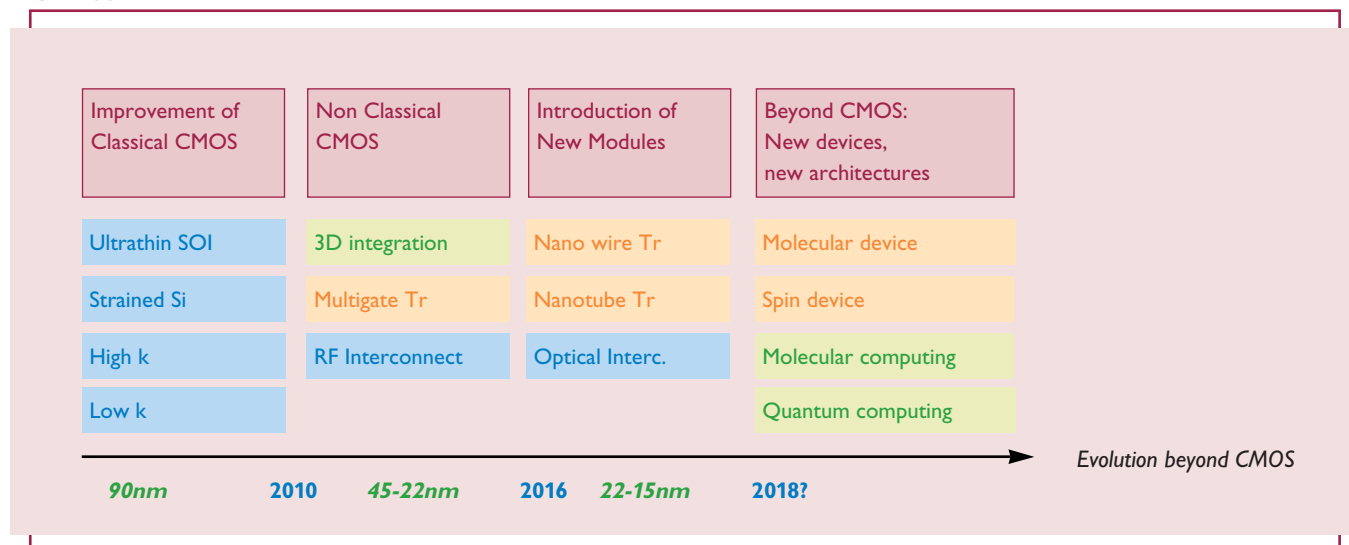 Improvement of
Classical CMOS
Non Classical
CMOS
Introduction of
New Modules
Beyond CMOS:
New devices,
new architectures
Ultrathin SOI
3D integration
Nano wire Tr
Molecular device
Strained Si
Multigate Tr
Nanotube Tr
Spin device
High k
RF Interconnect
Optical Interc.
Molecular computing
Low k
Quantum computing
Evolution beyond CMOS
90nm
2010
45-22nm
2016
22-15nm
2018?